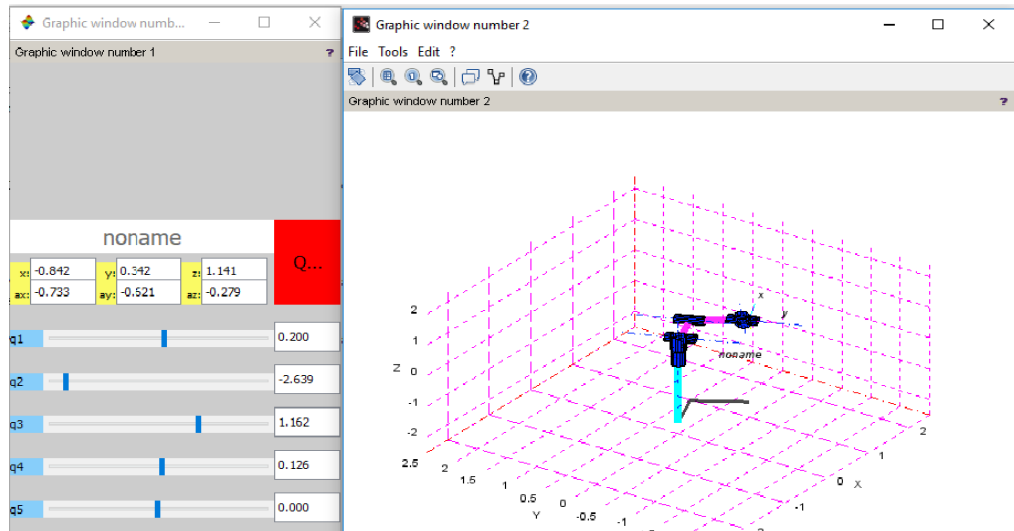 Graphic window numb...
Graphic window number 1 ?
noname
Q...
x: -0.842 y: 0.342 z: 1.141
ax: -0.733 ay: -0.621 az: -0.279
q1 0.200
q2 -2.639
q3 1.162
q4 0.126
q5 0.000
Graphic window number 2
File Tools Edit ?
Graphic window number 2 ?
x
y
noname
2
1
Z 0
-1
-2
2.5
2
1.5
1
0.5
0
Y
-0.5
-1
2
1
0 X
-1